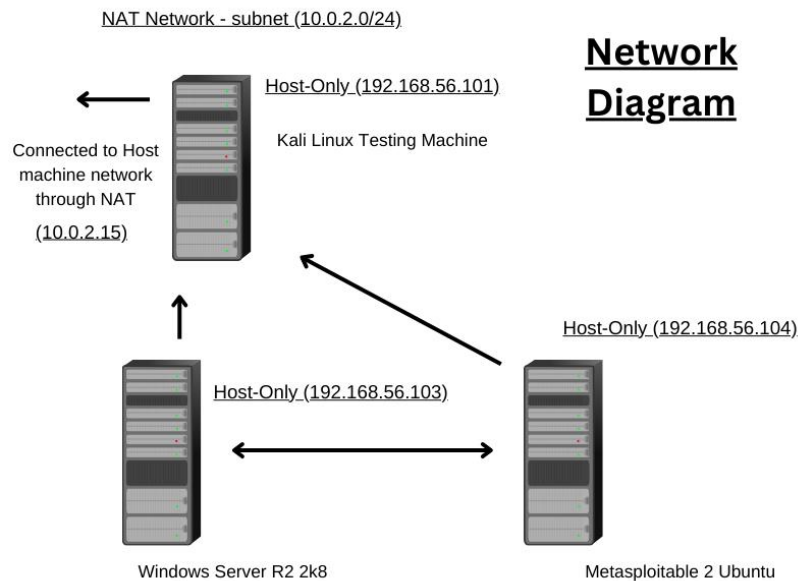 NAT Network - subnet (10.0.2.0/24)
Network
Diagram
Host-Only (192.168.56.101)
Kali Linux Testing Machine
Connected to Host
machine network
through NAT
(10.0.2.15)
Host-Only (192.168.56.104)
Host-Only (192.168.56.103)
Windows Server R2 2k8
Metasploitable 2 Ubuntu